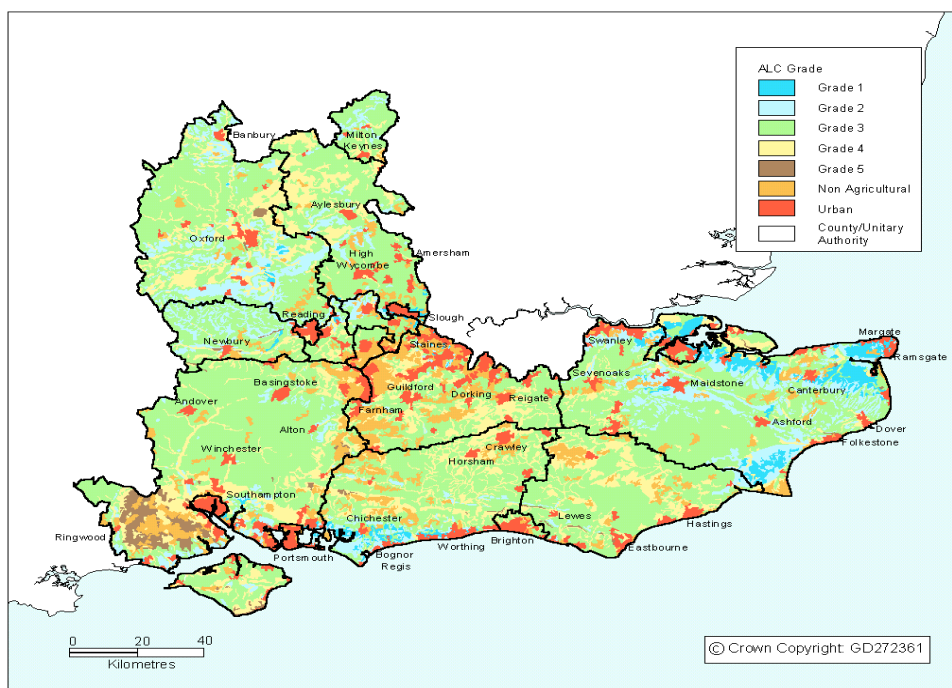 ALC Grade
Grade 1
Grade 2
Grade 3
Grade 4
Grade 5
Non Agricultural
Urban
County/Unitary
Authority
Banbury
Milton
Keynes
Aylesbury
Oxford
High
Wycombe
Amersham
Reading
Slough
Newbury
Staines
Swanley
Margate
Ramsgate
Sevenoaks
Maidstone
Canterbury
Basingstoke
Guildford
Dorking
Reigate
Andover
Farnham
Alton
Ashford
Dover
Folkestone
Winchester
Crawley
Horsham
Southampton
Chichester
Lewes
Hastings
Ringwood
Portsmouth
Bognor
Regis
Worthing
Brighton
Eastbourne
0 20 40
Kilometres
© Crown Copyright: GD272361